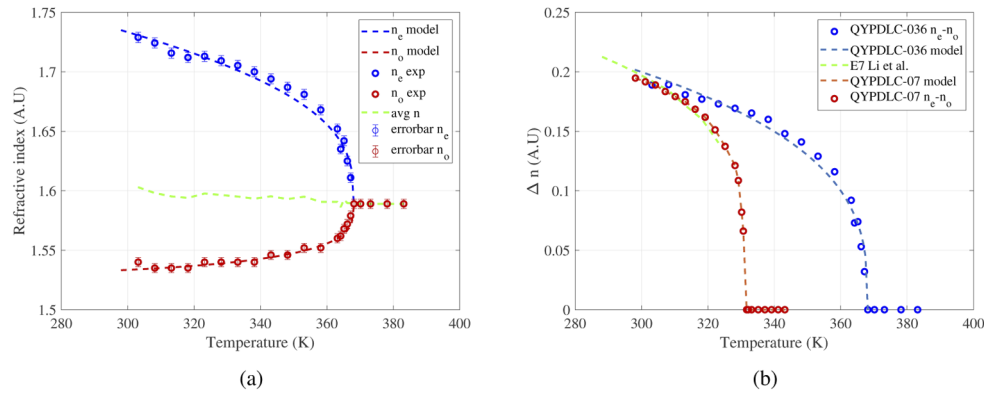 1.75
1.7
1.65
1.6
1.55
1.5
Refractive index (A.U)
280 300 320 340 360 380 400
Temperature (K)
n_e model
n_o model
n_e exp
n_o exp
avg n
errorbar n_e
errorbar n_o
(a)
0.25
0.2
0.15
0.1
0.05
0
Δ n (A.U)
280 300 320 340 360 380 400
Temperature (K)
QYPDLC-036 n_e-n_o
QYPDLC-036 model
E7 Li et al.
QYPDLC-07 model
QYPDLC-07 n_e-n_o
(b)